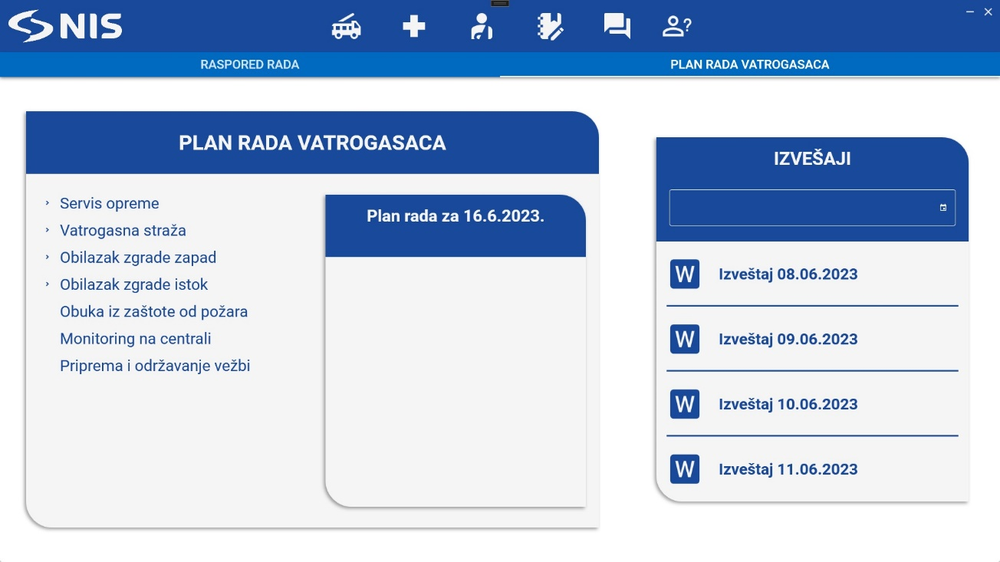 NIS
RASPORED RADA
PLAN RADA VATROGASACA
PLAN RADA VATROGASACA
Servis opreme
Vatrogasna straža
Obilazak zgrade zapad
Obilazak zgrade istok
Obuka iz zaštote od požara
Monitoring na centrali
Priprema i održavanje vežbi
Plan rada za 16.6.2023.
IZVEŠAJI
W Izveštaj 08.06.2023
W Izveštaj 09.06.2023
W Izveštaj 10.06.2023
W Izveštaj 11.06.2023